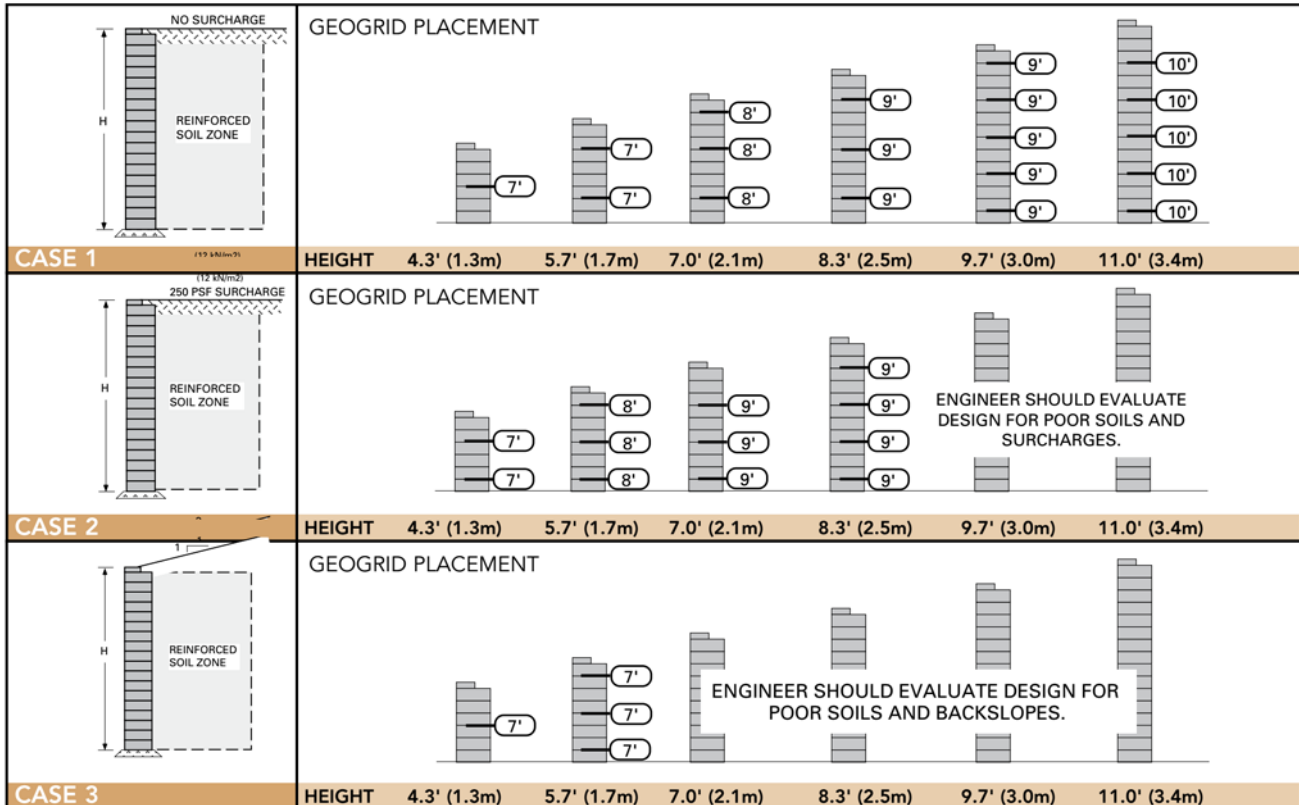 NO SURCHARGE
H
REINFORCED
SOIL ZONE
CASE 1
(12 kN/m2)
GEOGRID PLACEMENT
7'
7'
7'
8'
8'
8'
9'
9'
9'
9'
9'
9'
9'
9'
10'
10'
10'
10'
10'
HEIGHT 4.3' (1.3m) 5.7' (1.7m) 7.0' (2.1m) 8.3' (2.5m) 9.7' (3.0m) 11.0' (3.4m)
(12 kN/m2)
250 PSF SURCHARGE
H
REINFORCED
SOIL ZONE
CASE 2
GEOGRID PLACEMENT
7'
7'
8'
8'
8'
9'
9'
9'
9'
9'
9'
9'
ENGINEER SHOULD EVALUATE
DESIGN FOR POOR SOILS AND
SURCHARGES.
HEIGHT 4.3' (1.3m) 5.7' (1.7m) 7.0' (2.1m) 8.3' (2.5m) 9.7' (3.0m) 11.0' (3.4m)
1
H
REINFORCED
SOIL ZONE
CASE 3
GEOGRID PLACEMENT
7'
7'
7'
7'
ENGINEER SHOULD EVALUATE DESIGN FOR
POOR SOILS AND BACKSLOPES.
HEIGHT 4.3' (1.3m) 5.7' (1.7m) 7.0' (2.1m) 8.3' (2.5m) 9.7' (3.0m) 11.0' (3.4m)